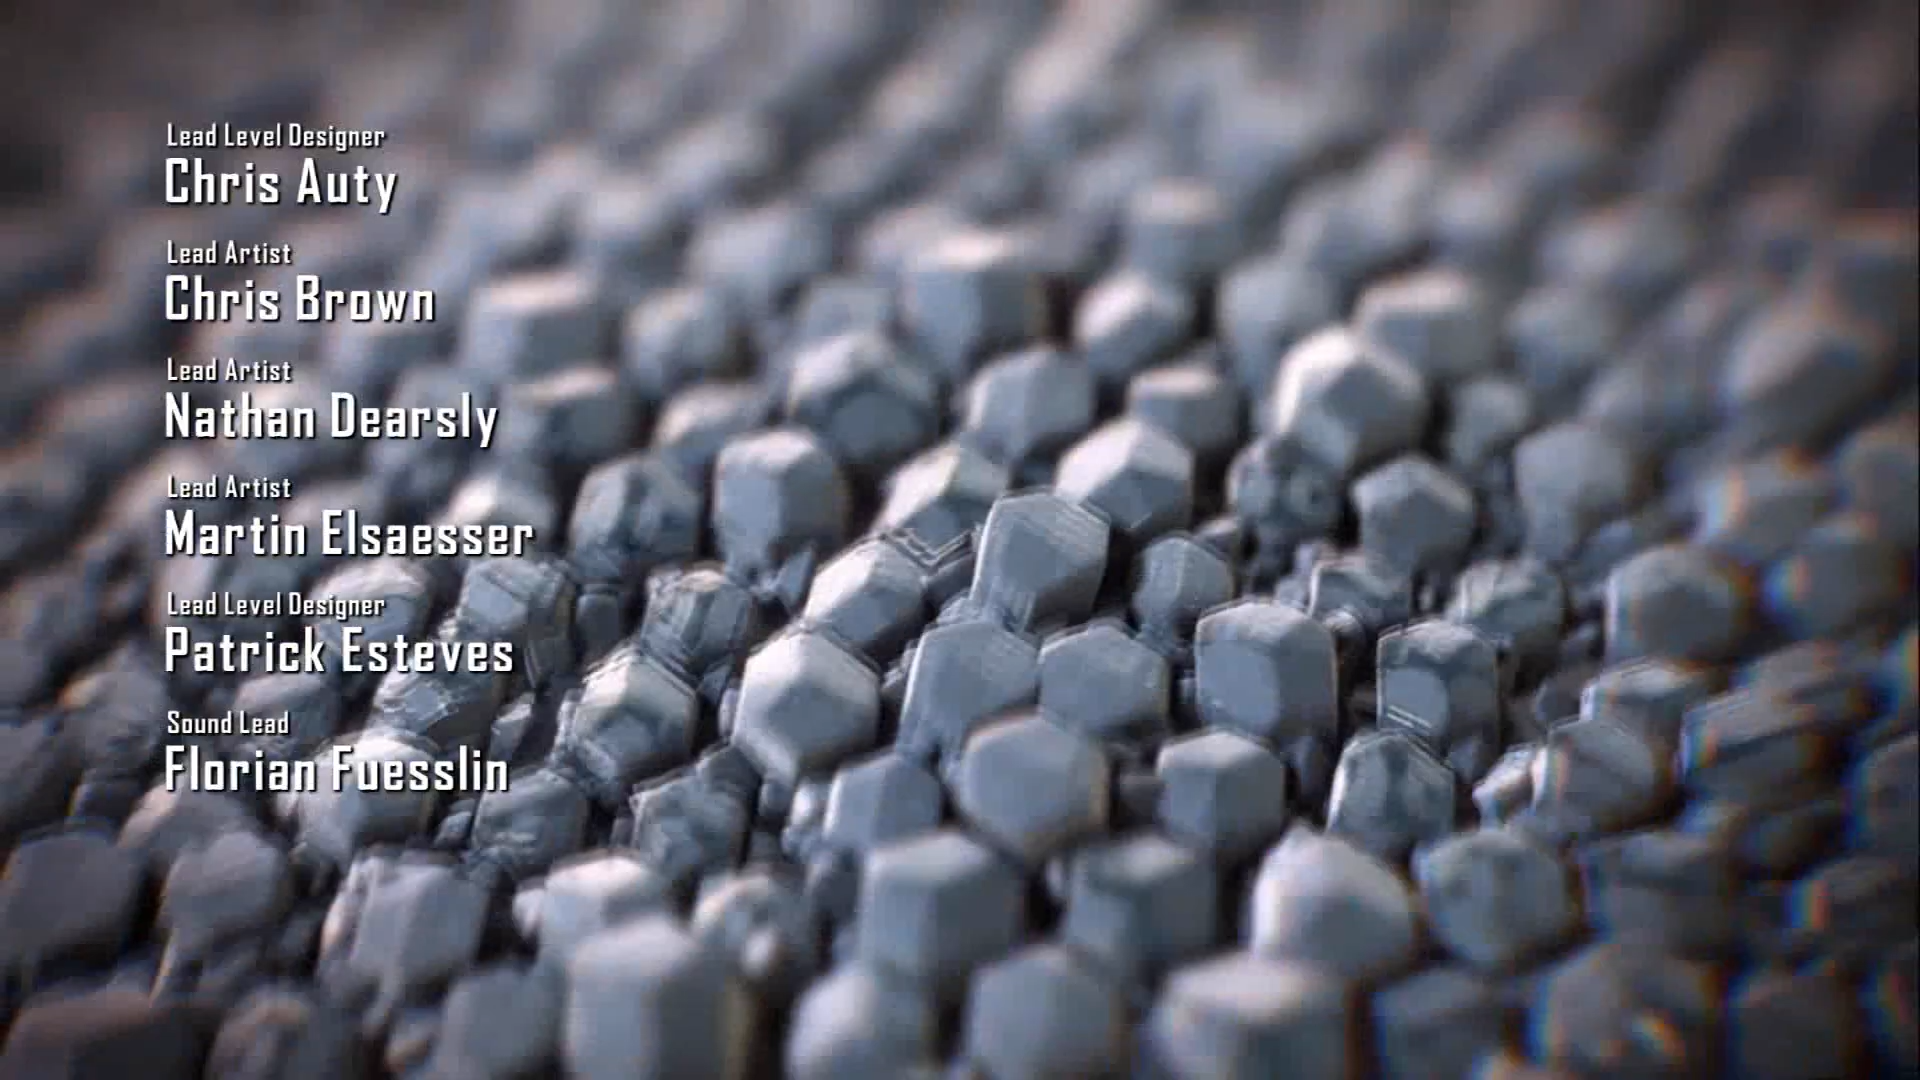 Lead Level Designer
Chris Auty
Lead Artist
Chris Brown
Lead Artist
Nathan Dearsly
Lead Artist
Martin Elsaesser
Lead Level Designer
Patrick Esteves
Sound Lead
Florian Fuesslin